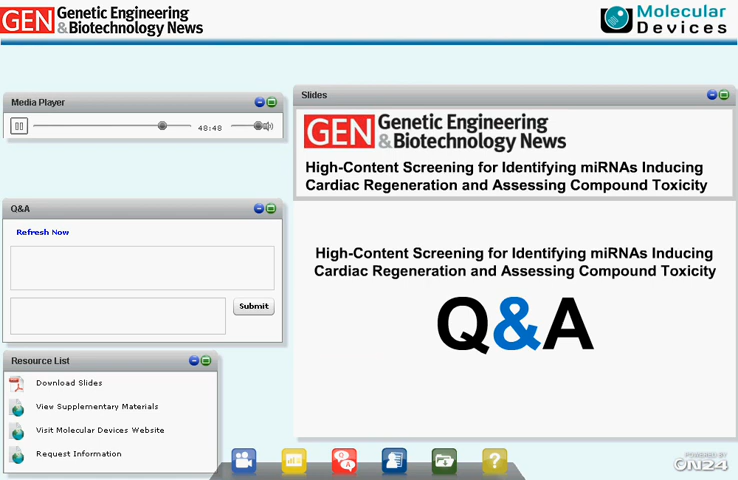 GEN Genetic Engineering
&Biotechnology News
Molecular
Devices
Media Player
48:48
Q&A
Refresh Now
Submit
Resource List
Download Slides
View Supplementary Materials
Visit Molecular Devices Website
Request Information
Slides
GEN Genetic Engineering
&Biotechnology News
High-Content Screening for Identifying miRNAs Inducing
Cardiac Regeneration and Assessing Compound Toxicity
High-Content Screening for Identifying miRNAs Inducing
Cardiac Regeneration and Assessing Compound Toxicity
Q&A
Q
A
?
POWERED BY
ON24